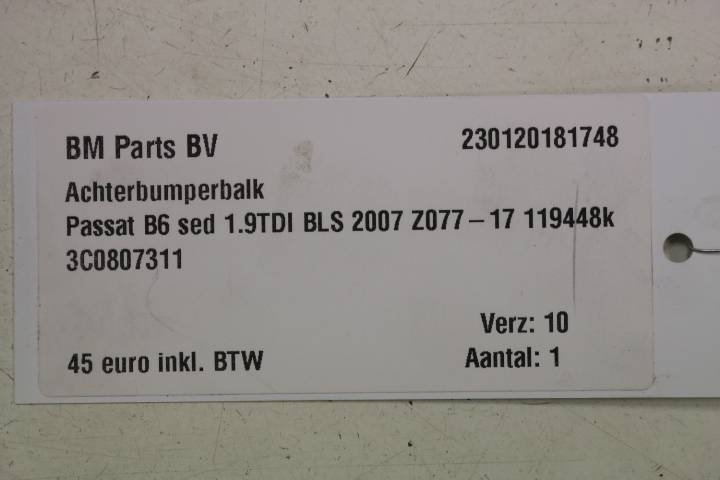 BM Parts BV 230120181748
Achterbumperbalk
Passat B6 sed 1.9TDI BLS 2007 Z077-17 119448k
3C0807311
Verz: 10
45 euro inkl. BTW Aantal: 1